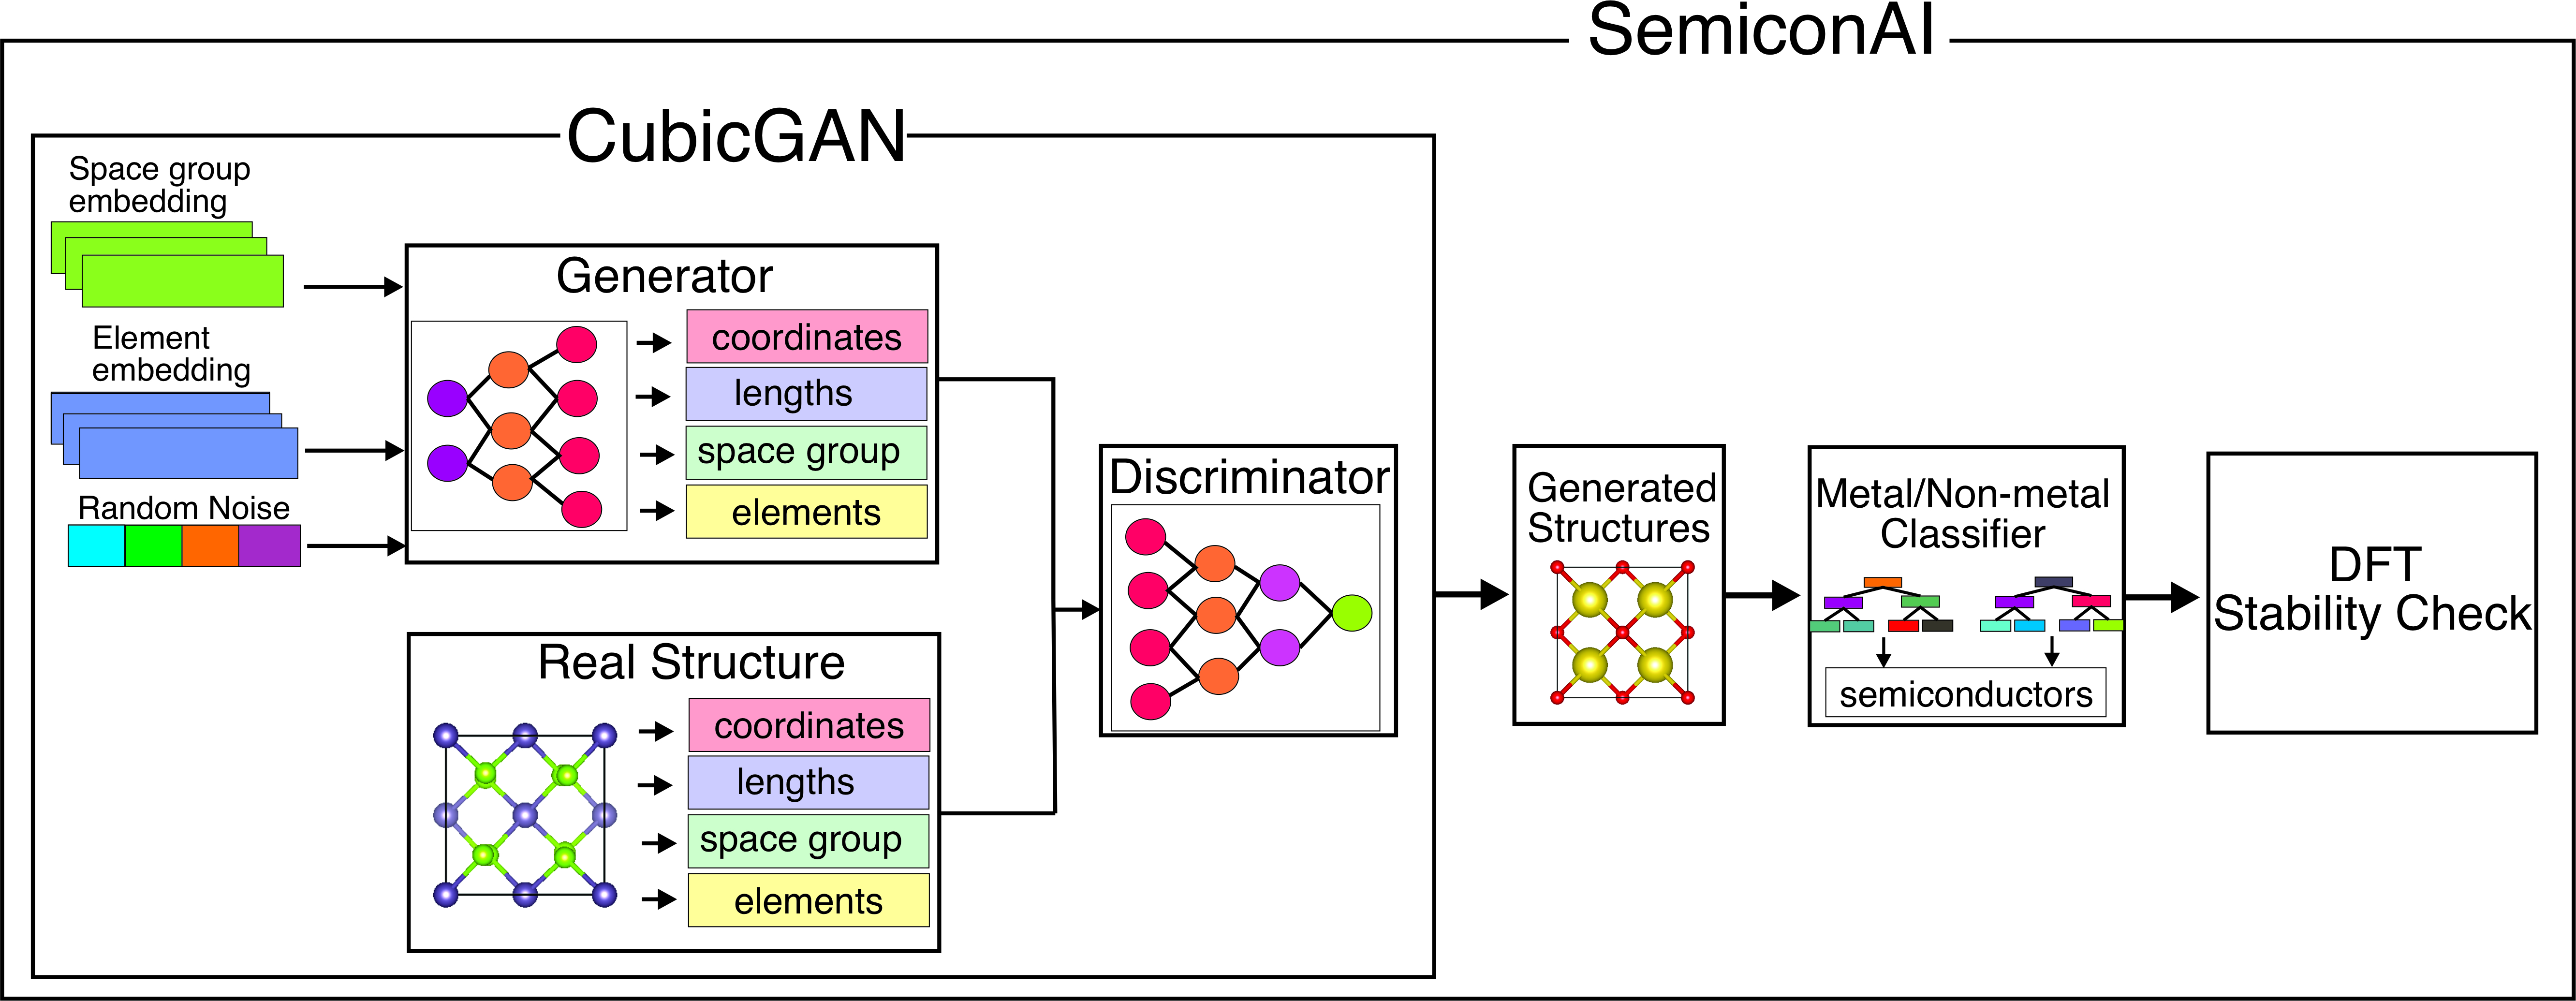 SemiconAI
CubicGAN
Space group
embedding
Element
embedding
Random Noise
Generator
coordinates
lengths
space group
elements
Real Structure
coordinates
lengths
space group
elements
Discriminator
Generated
Structures
Metal/Non-metal
Classifier
semiconductors
DFT
Stability Check